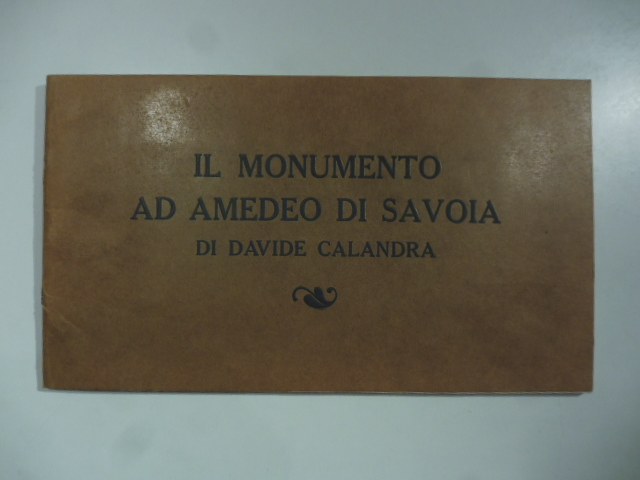 IL MONUMENTO
AD AMEDEO DI SAVOIA
DI DAVIDE CALANDRA